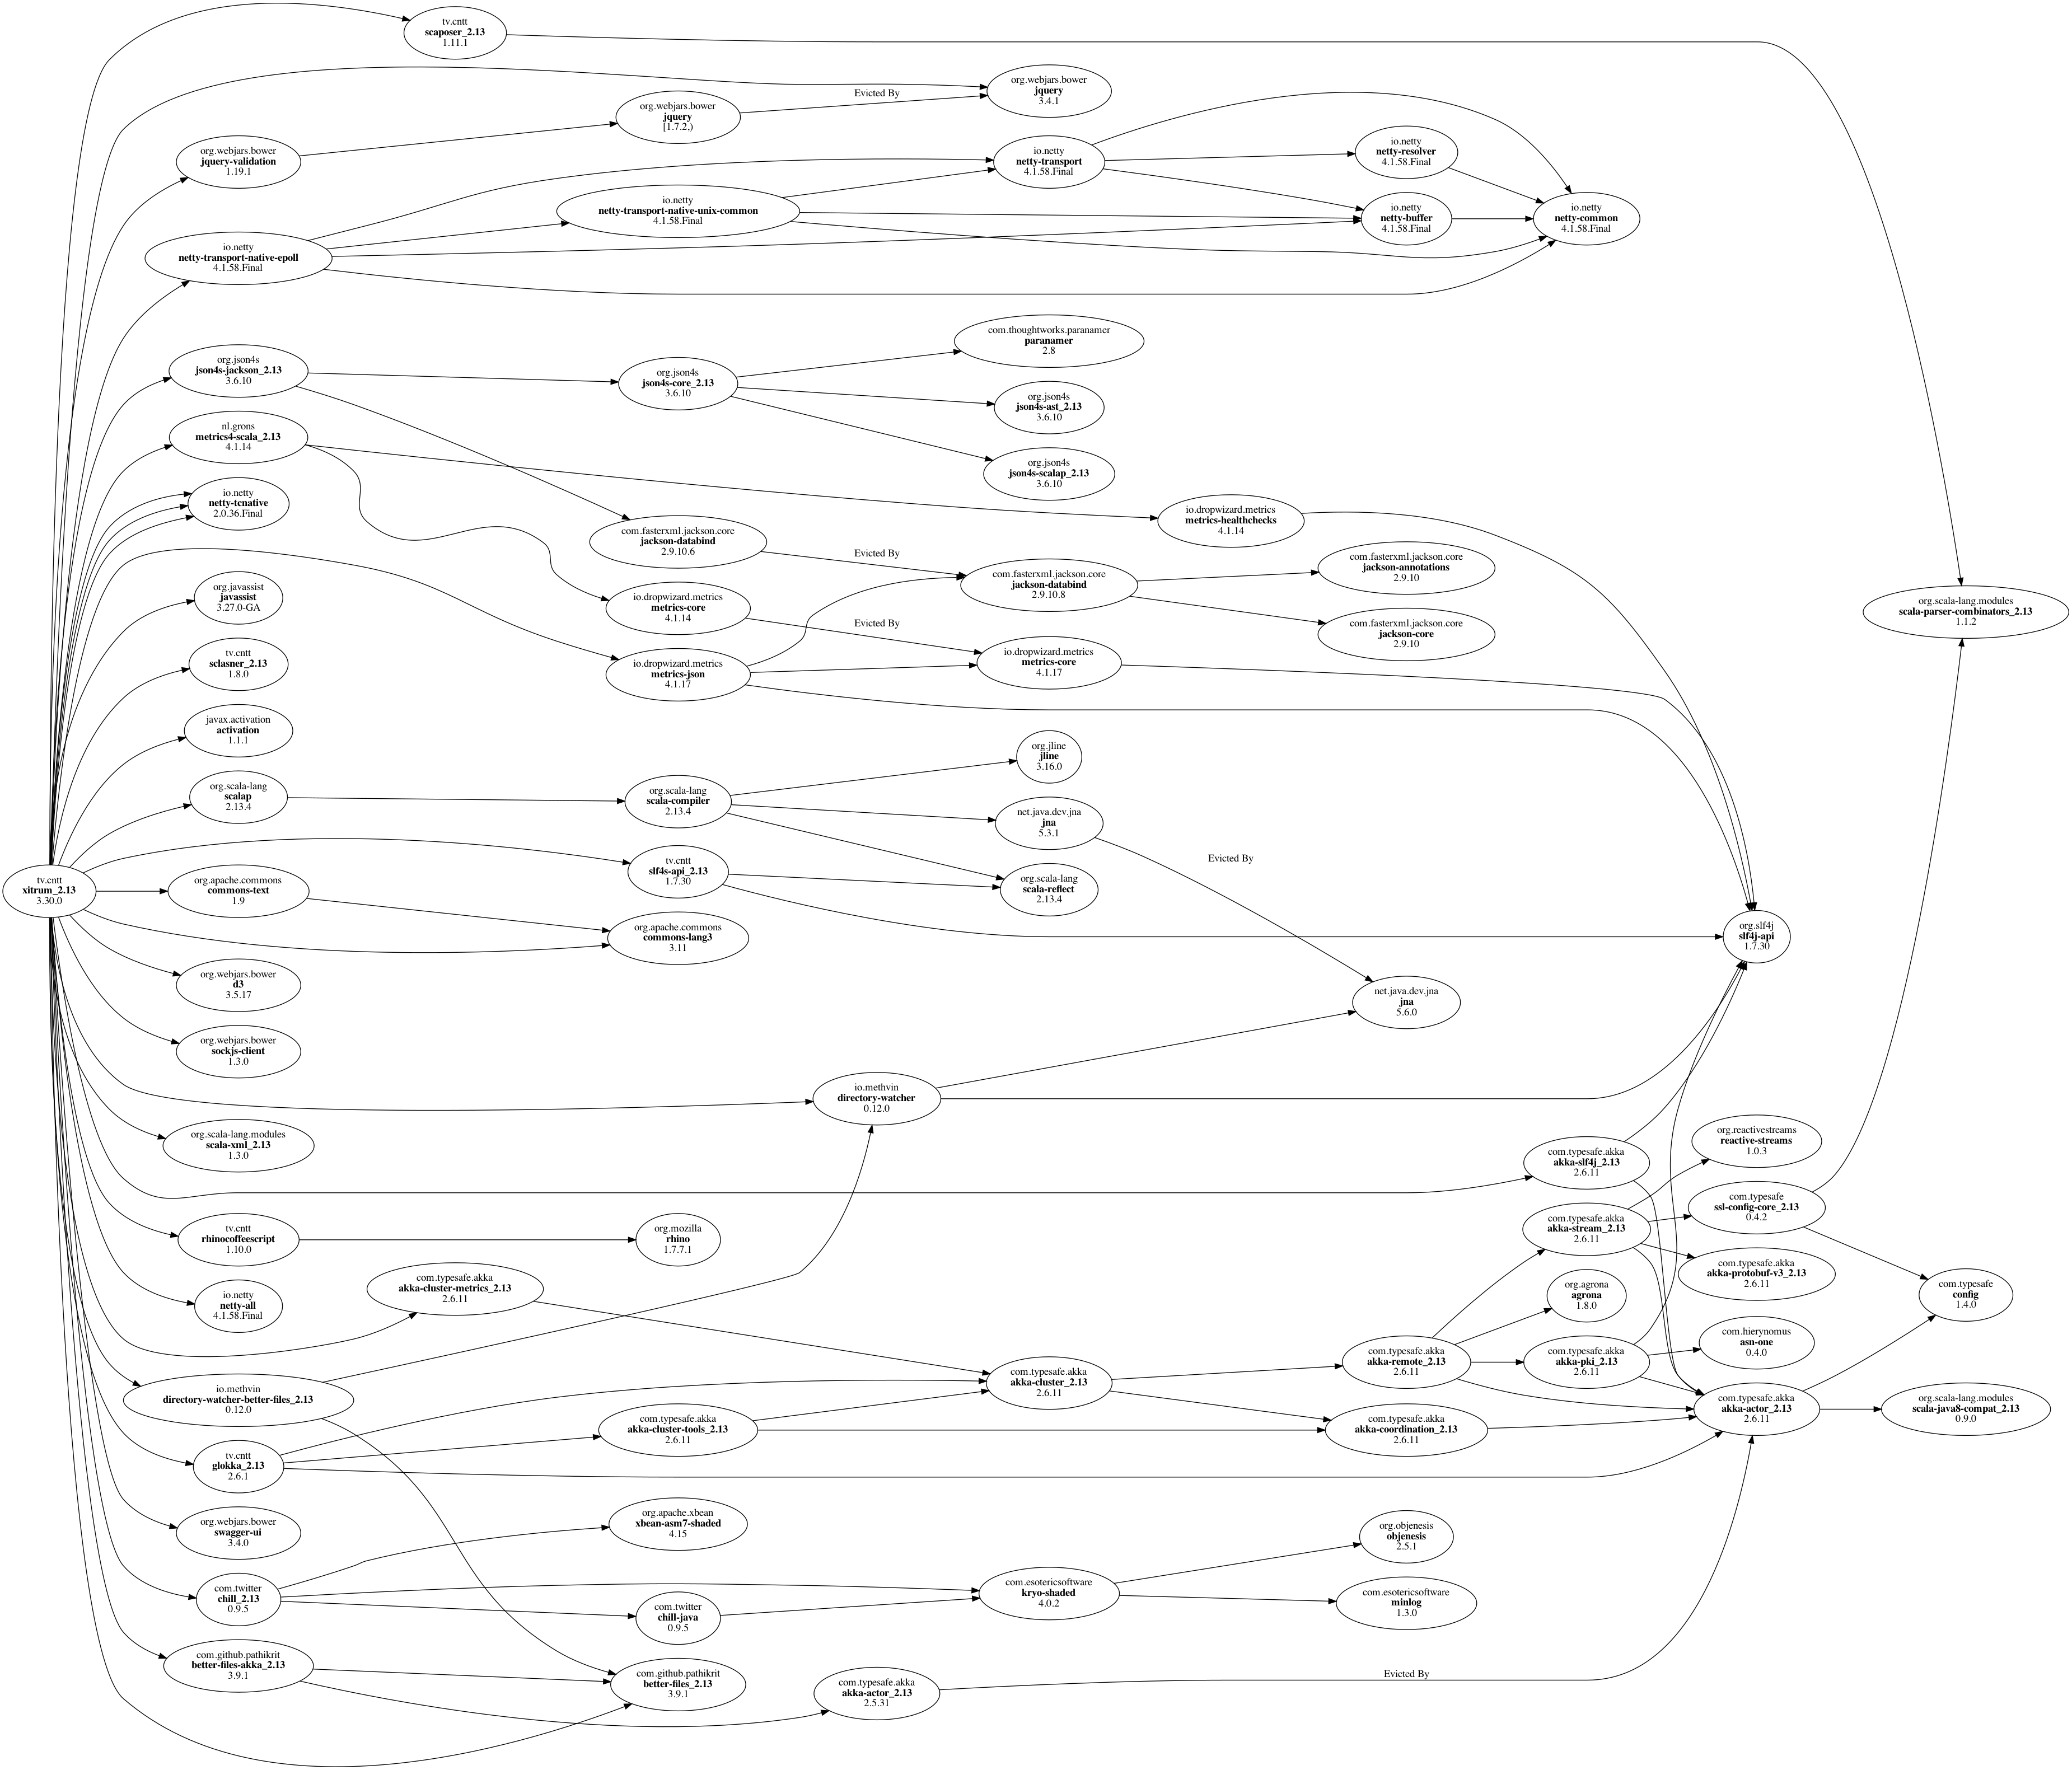 tv.cntt
scaposer_2.13
1.11.1
org.webjars.bower
jquery
3.4.1
Evicted By
org.webjars.bower
jquery
[1.7.2,)
org.webjars.bower
jquery-validation
1.19.1
io.netty
netty-transport
4.1.58.Final
io.netty
netty-resolver
4.1.58.Final
io.netty
netty-transport-native-unix-common
4.1.58.Final
io.netty
netty-buffer
4.1.58.Final
io.netty
netty-common
4.1.58.Final
io.netty
netty-transport-native-epoll
4.1.58.Final
com.thoughtworks.paranamer
paranamer
2.8
org.json4s
json4s-jackson_2.13
3.6.10
org.json4s
json4s-core_2.13
3.6.10
org.json4s
json4s-ast_2.13
3.6.10
nl.grons
metrics4-scala_2.13
4.1.14
org.json4s
json4s-scalap_2.13
3.6.10
io.netty
netty-tcnative
2.0.36.Final
io.dropwizard.metrics
metrics-healthchecks
4.1.14
com.fasterxml.jackson.core
jackson-databind
2.9.10.6
Evicted By
com.fasterxml.jackson.core
jackson-databind
2.9.10.8
com.fasterxml.jackson.core
jackson-annotations
2.9.10
org.javassist
javassist
3.27.0-GA
io.dropwizard.metrics
metrics-core
4.1.14
Evicted By
com.fasterxml.jackson.core
jackson-core
2.9.10
org.scala-lang.modules
scala-parser-combinators_2.13
1.1.2
tv.cntt
sclasner_2.13
1.8.0
io.dropwizard.metrics
metrics-json
4.1.17
io.dropwizard.metrics
metrics-core
4.1.17
javax.activation
activation
1.1.1
org.jline
jline
3.16.0
org.scala-lang
scalap
2.13.4
org.scala-lang
scala-compiler
2.13.4
net.java.dev.jna
jna
5.3.1
Evicted By
tv.cntt
xitrum_2.13
3.30.0
org.apache.commons
commons-text
1.9
tv.cntt
slf4s-api_2.13
1.7.30
org.scala-lang
scala-reflect
2.13.4
org.apache.commons
commons-lang3
3.11
org.slf4j
slf4j-api
1.7.30
org.webjars.bower
d3
3.5.17
net.java.dev.jna
jna
5.6.0
org.webjars.bower
sockjs-client
1.3.0
io.methvin
directory-watcher
0.12.0
org.scala-lang.modules
scala-xml_2.13
1.3.0
com.typesafe.akka
akka-slf4j_2.13
2.6.11
org.reactivestreams
reactive-streams
1.0.3
com.typesafe
ssl-config-core_2.13
0.4.2
tv.cntt
rhinocoffeescript
1.10.0
org.mozilla
rhino
1.7.7.1
com.typesafe.akka
akka-stream_2.13
2.6.11
com.typesafe.akka
akka-protobuf-v3_2.13
2.6.11
com.typesafe
config
1.4.0
io.netty
netty-all
4.1.58.Final
com.typesafe.akka
akka-cluster-metrics_2.13
2.6.11
org.agrona
agrona
1.8.0
com.hierynomus
asn-one
0.4.0
com.typesafe.akka
akka-cluster_2.13
2.6.11
com.typesafe.akka
akka-remote_2.13
2.6.11
com.typesafe.akka
akka-pki_2.13
2.6.11
io.methvin
directory-watcher-better-files_2.13
0.12.0
com.typesafe.akka
akka-actor_2.13
2.6.11
org.scala-lang.modules
scala-java8-compat_2.13
0.9.0
com.typesafe.akka
akka-cluster-tools_2.13
2.6.11
com.typesafe.akka
akka-coordination_2.13
2.6.11
tv.cntt
glokka_2.13
2.6.1
org.webjars.bower
swagger-ui
3.4.0
org.apache.xbean
xbean-asm7-shaded
4.15
org.objenesis
objenesis
2.5.1
com.twitter
chill_2.13
0.9.5
com.twitter
chill-java
0.9.5
com.esotericsoftware
kryo-shaded
4.0.2
com.esotericsoftware
minlog
1.3.0
com.github.pathikrit
better-files-akka_2.13
3.9.1
com.github.pathikrit
better-files_2.13
3.9.1
com.typesafe.akka
akka-actor_2.13
2.5.31
Evicted By